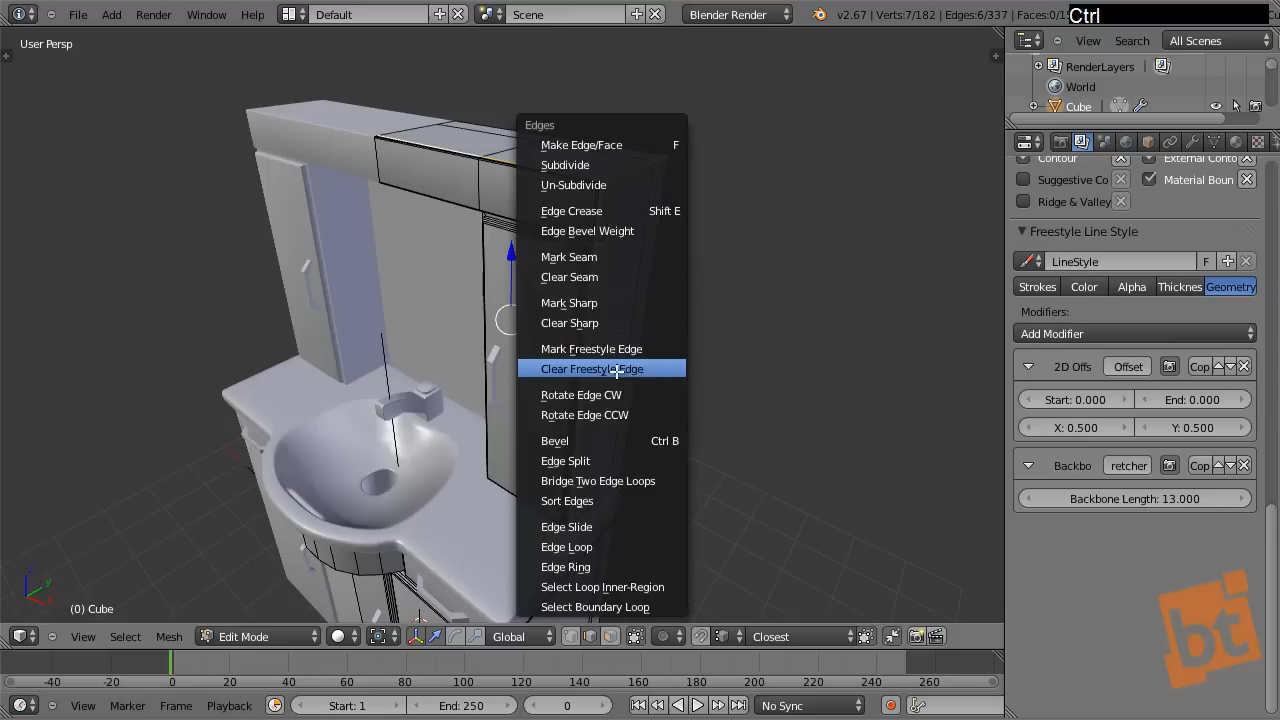 File Add Render Window Help Default Scene Blender Render v2.67 | Verts:7/182 | Edges:6/337 | Faces:0/1 Ctrl
User Persp
View Search All Scenes
RenderLayers
World
Cube
Edges
Make Edge/Face F
Subdivide
Un-Subdivide
Edge Crease Shift E
Edge Bevel Weight
Mark Seam
Clear Seam
Mark Sharp
Clear Sharp
Mark Freestyle Edge
Clear Freestyle Edge
Rotate Edge CW
Rotate Edge CCW
Bevel Ctrl B
Edge Split
Bridge Two Edge Loops
Sort Edges
Edge Slide
Edge Loop
Edge Ring
Select Loop Inner-Region
Select Boundary Loop
Contour External Conto
Suggestive Co Material Boun
Ridge & Valley
Freestyle Line Style
LineStyle F
Strokes Color Alpha Thicknes Geometry
Modifiers:
Add Modifier
2D Offs Offset Cop
Start: 0.000 End: 0.000
X: 0.500 Y: 0.500
Backbo retcher Cop
Backbone Length: 13.000
z y x
(0) Cube
View Select Mesh Edit Mode Global Closest
-40 -20 0 20 40 60 80 100 120 140 160 180 200 220 240 260
View Marker Frame Playback Start: 1 End: 250 0 No Sync
bt